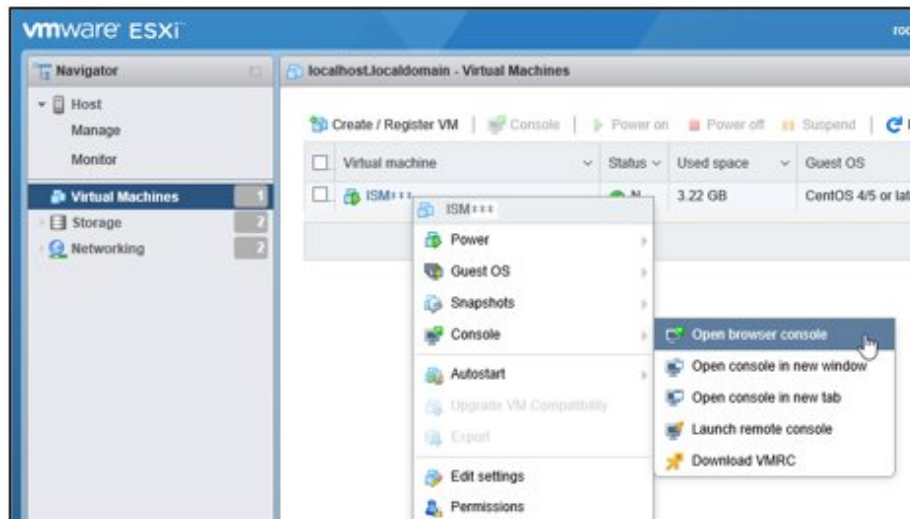 vmware ESXi
Navigator
Host
Manage
Monitor
Virtual Machines 1
Storage 2
Networking 2
localhost.localdomain - Virtual Machines
Create / Register VM | Console | Power on Power off Suspend |
Virtual machine Status Used space Guest OS
ISM*** N 3.22 GB CentOS 4/5 or lat
ISM***
Power
Guest OS
Snapshots
Console
Autostart
Upgrade VM Compatibility
Export
Edit settings
Permissions
Open browser console
Open console in new window
Open console in new tab
Launch remote console
Download VMRC